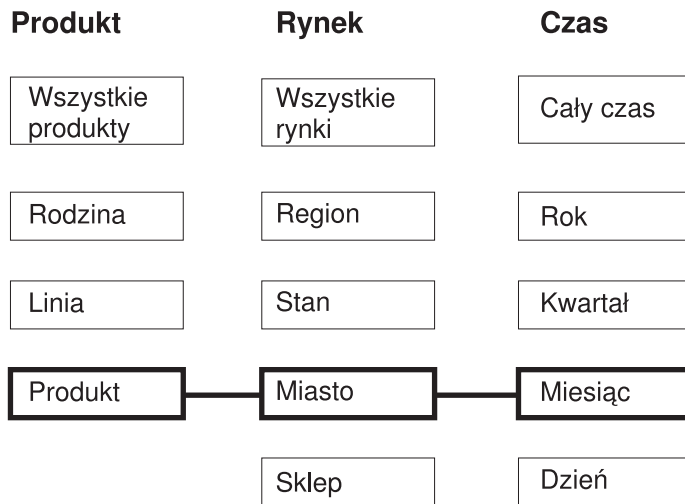 Produkt Rynek Czas
Wszystkie
produkty
Wszystkie
rynki
Cały czas
Rodzina Region Rok
Linia Stan Kwartał
Produkt Miasto Miesiąc
Sklep Dzień